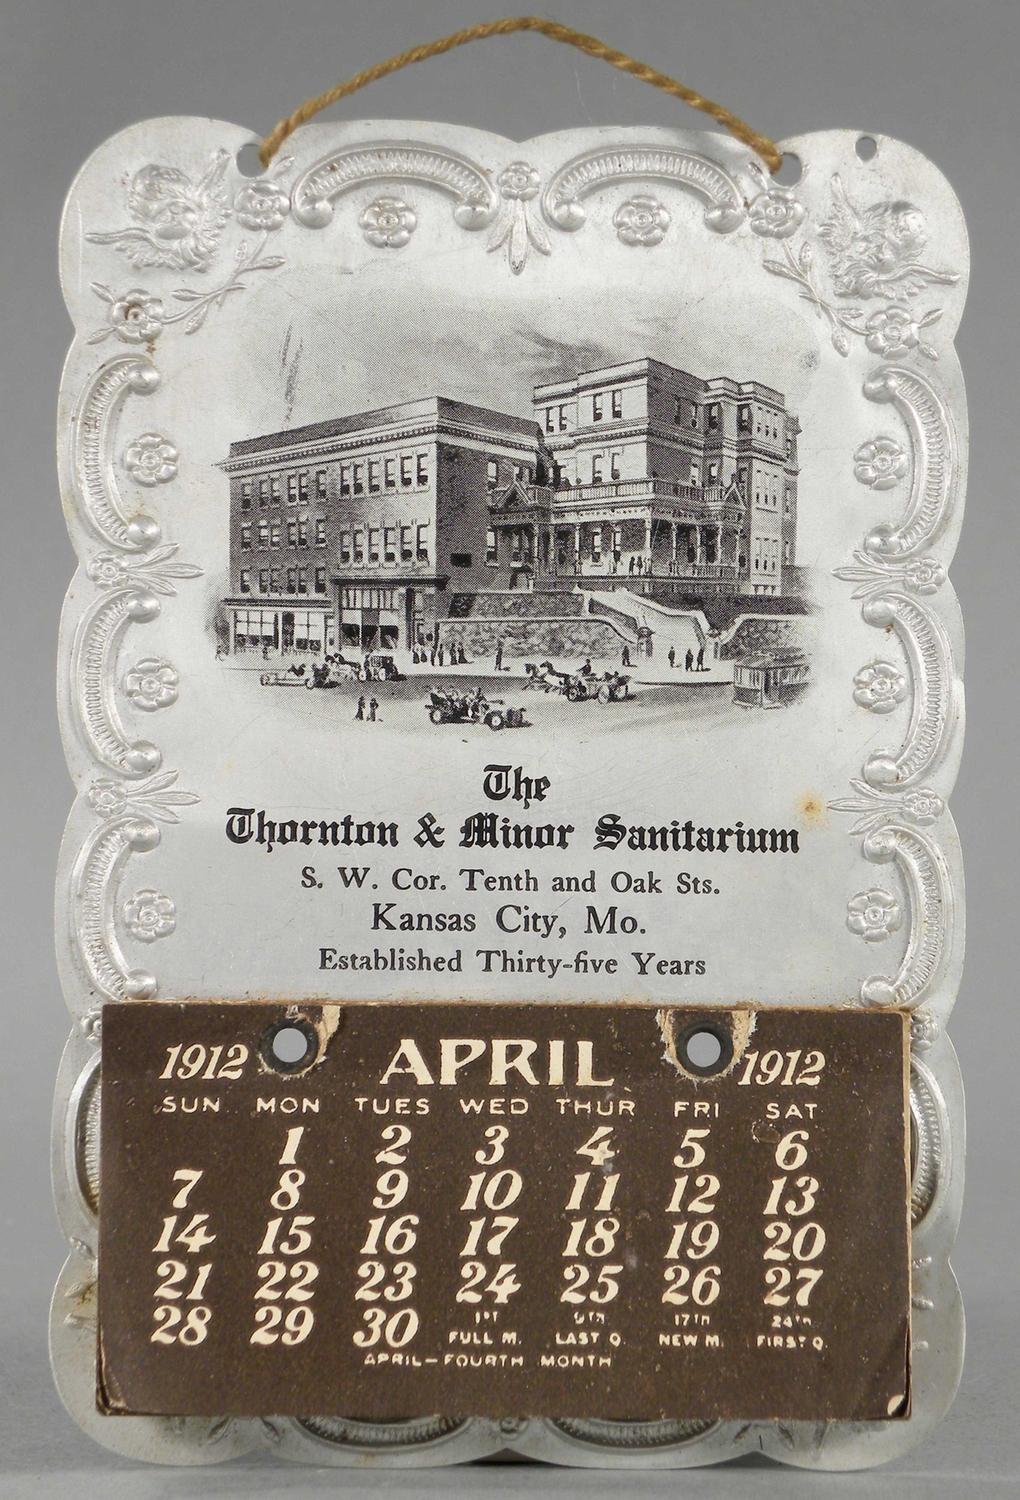 The
Thornton & Minor Sanitarium
S. W. Cor. Tenth and Oak Sts.
Kansas City, Mo.
Established Thirty-five Years
1912 APRIL 1912
SUN MON TUES WED THUR FRI SAT
1 2 3 4 5 6
7 8 9 10 11 12 13
14 15 16 17 18 19 20
21 22 23 24 25 26 27
28 29 30 1ST 9TH 17TH 24TH
FULL M. LAST Q. NEW M. FIRST Q.
APRIL—FOURTH MONTH